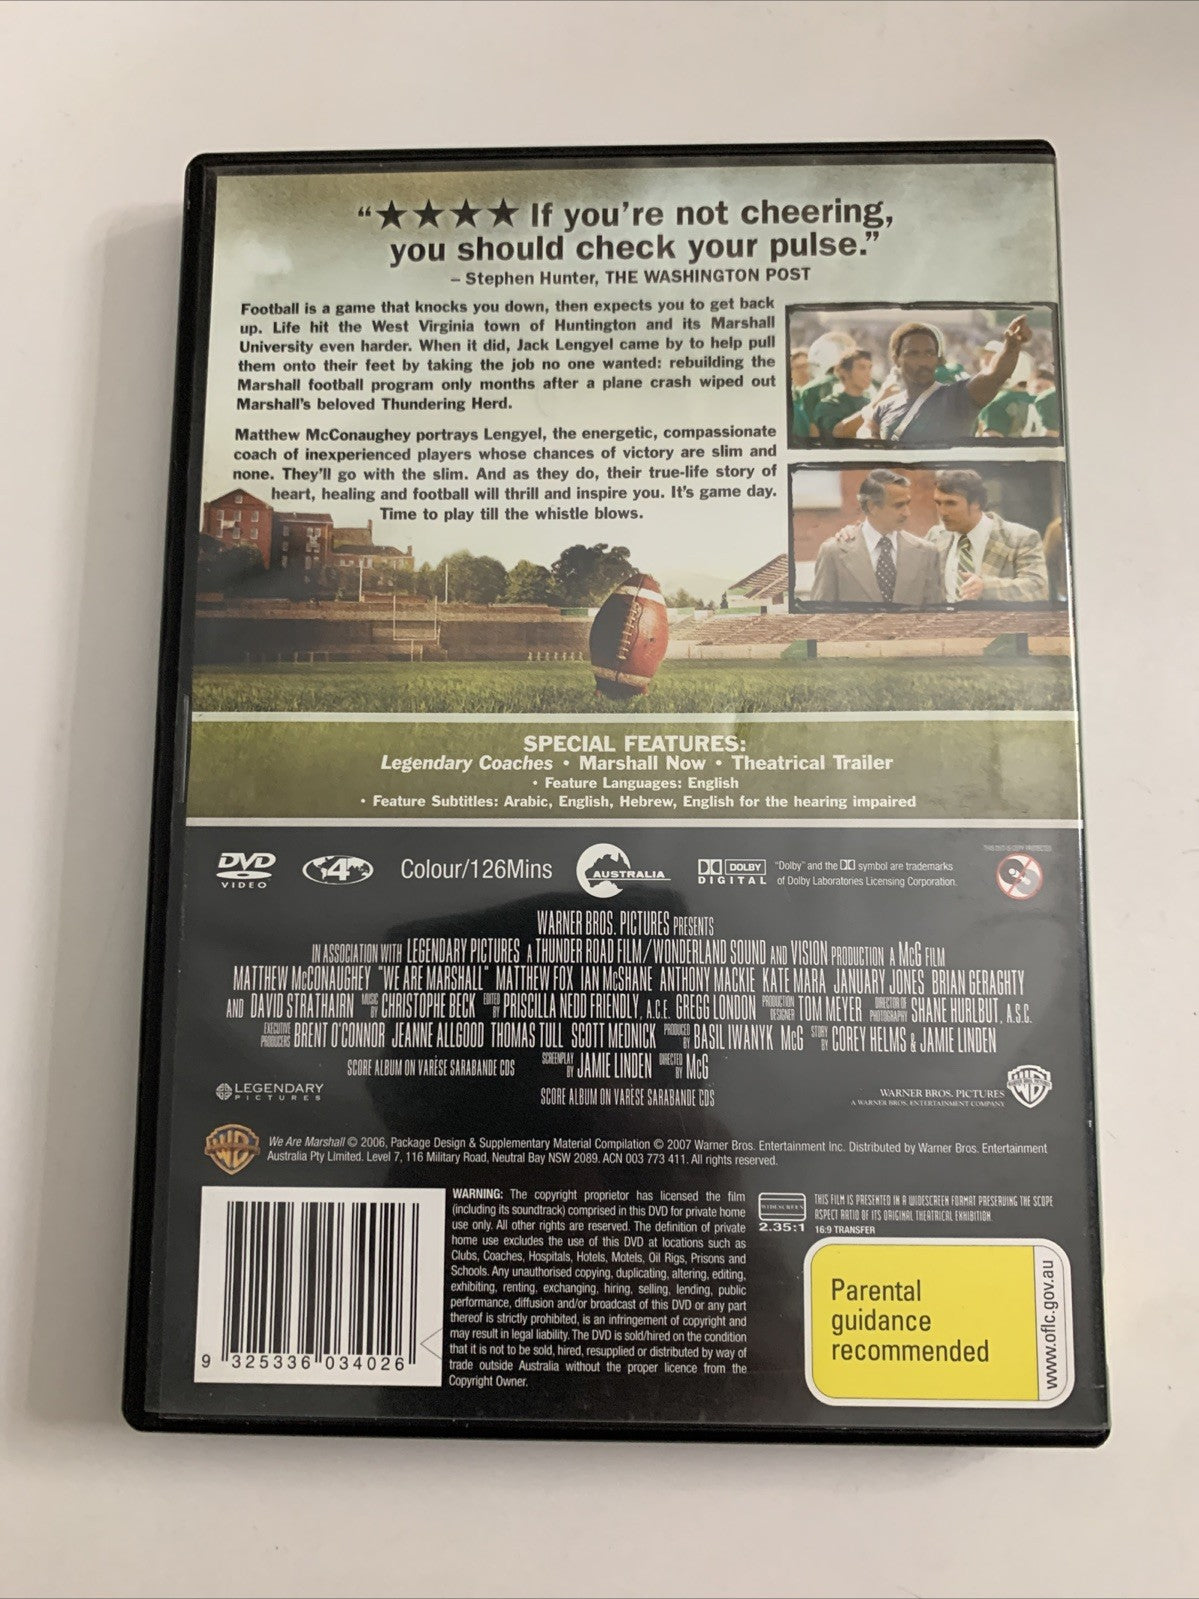 “★★★★ If you’re not cheering,
you should check your pulse.”
– Stephen Hunter, THE WASHINGTON POST
Football is a game that knocks you down, then expects you to get back
up. Life hit the West Virginia town of Huntington and its Marshall
University even harder. When it did, Jack Lengyel came by to help pull
them onto their feet by taking the job no one wanted: rebuilding the
Marshall football program only months after a plane crash wiped out
Marshall’s beloved Thundering Herd.
Matthew McConaughey portrays Lengyel, the energetic, compassionate
coach of inexperienced players whose chances of victory are slim and
none. They’ll go with the slim. And as they do, their true-life story of
heart, healing and football will thrill and inspire you. It’s game day.
Time to play till the whistle blows.
SPECIAL FEATURES:
Legendary Coaches • Marshall Now • Theatrical Trailer
• Feature Languages: English
• Feature Subtitles: Arabic, English, Hebrew, English for the hearing impaired
THIS DVD IS COPY PROTECTED
DVD VIDEO
4
Colour/126Mins
AUSTRALIA
DOLBY DIGITAL
“Dolby” and the symbol are trademarks
of Dolby Laboratories Licensing Corporation.
WARNER BROS. PICTURES PRESENTS
IN ASSOCIATION WITH LEGENDARY PICTURES A THUNDER ROAD FILM/WONDERLAND SOUND AND VISION PRODUCTION A McG FILM
MATTHEW McCONAUGHEY "WE ARE MARSHALL" MATTHEW FOX IAN McSHANE ANTHONY MACKIE KATE MARA JANUARY JONES BRIAN GERAGHTY
AND DAVID STRATHAIRN MUSIC BY CHRISTOPHE BECK EDITED BY PRISCILLA NEDD FRIENDLY, A.C.E. GREGG LONDON PRODUCTION DESIGNER TOM MEYER DIRECTOR OF PHOTOGRAPHY SHANE HURLBUT, A.S.C.
EXECUTIVE PRODUCERS BRENT O'CONNOR JEANNE ALLGOOD THOMAS TULL SCOTT MEDNICK PRODUCED BY BASIL IWANYK McG STORY BY COREY HELMS & JAMIE LINDEN
SCORE ALBUM ON VARÈSE SARABANDE CDS SCREENPLAY BY JAMIE LINDEN DIRECTED BY McG
LEGENDARY PICTURES
SCORE ALBUM ON VARÈSE SARABANDE CDS
WARNER BROS. PICTURES
A WARNER BROS. ENTERTAINMENT COMPANY
WB
We Are Marshall © 2006, Package Design & Supplementary Material Compilation © 2007 Warner Bros. Entertainment Inc. Distributed by Warner Bros. Entertainment
Australia Pty Limited. Level 7, 116 Military Road, Neutral Bay NSW 2089. ACN 003 773 411. All rights reserved.
9 325336 034026
WARNING: The copyright proprietor has licensed the film
(including its soundtrack) comprised in this DVD for private home
use only. All other rights are reserved. The definition of private
home use excludes the use of this DVD at locations such as
Clubs, Coaches, Hospitals, Hotels, Motels, Oil Rigs, Prisons and
Schools. Any unauthorised copying, duplicating, altering, editing,
exhibiting, renting, exchanging, hiring, selling, lending, public
performance, diffusion and/or broadcast of this DVD or any part
thereof is strictly prohibited, is an infringement of copyright and
may result in legal liability. The DVD is sold/hired on the condition
that it is not to be sold, hired, resupplied or distributed by way of
trade outside Australia without the proper licence from the
Copyright Owner.
WIDESCREEN
2.35:1
THIS FILM IS PRESENTED IN A WIDESCREEN FORMAT PRESERVING THE SCOPE
ASPECT RATIO OF ITS ORIGINAL THEATRICAL EXHIBITION.
16:9 TRANSFER
Parental
guidance
recommended
www.oflc.gov.au